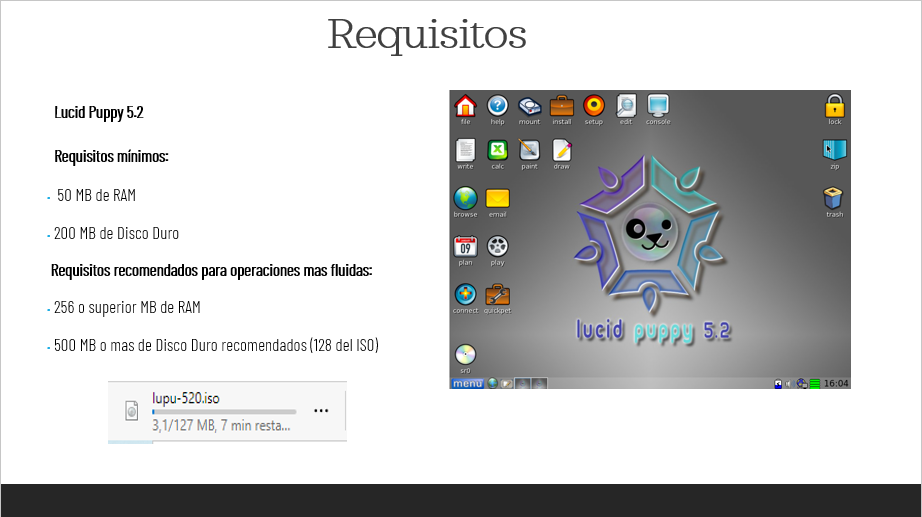 Requisitos
Lucid Puppy 5.2
Requisitos mínimos:
50 MB de RAM
200 MB de Disco Duro
Requisitos recomendados para operaciones mas fluidas:
256 o superior MB de RAM
500 MB o mas de Disco Duro recomendados (128 del ISO)
lupu-520.iso
3,1/127 MB, 7 min resta...
file help mount install setup edit console lock
write calc paint draw zip
browse email trash
plan 09 play
connect quickpet
lucid puppy 5.2
sr0
menu 16:04